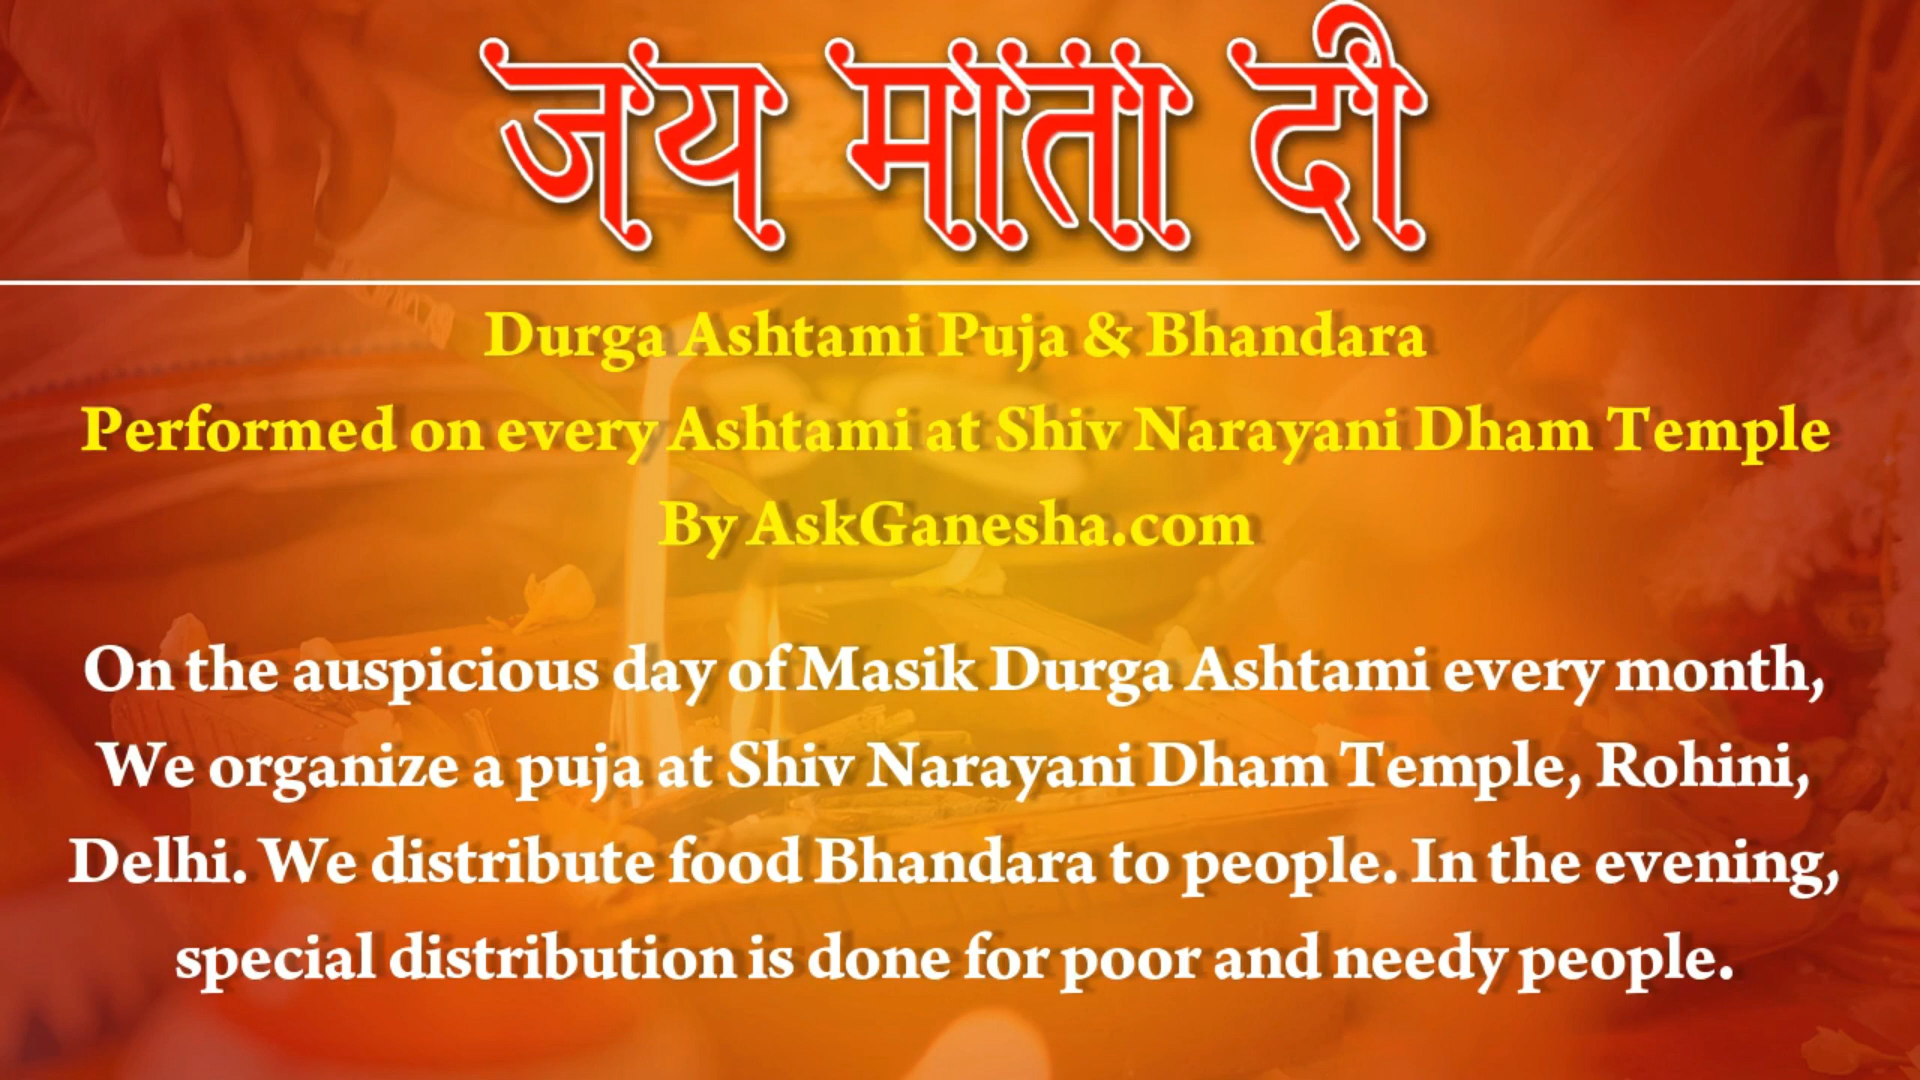 जय माता दी
Durga Ashtami Puja & Bhandara
Performed on every Ashtami at Shiv Narayani Dham Temple
By AskGanesha.com
On the auspicious day of Masik Durga Ashtami every month,
We organize a puja at Shiv Narayani Dham Temple, Rohini,
Delhi. We distribute food Bhandara to people. In the evening,
special distribution is done for poor and needy people.